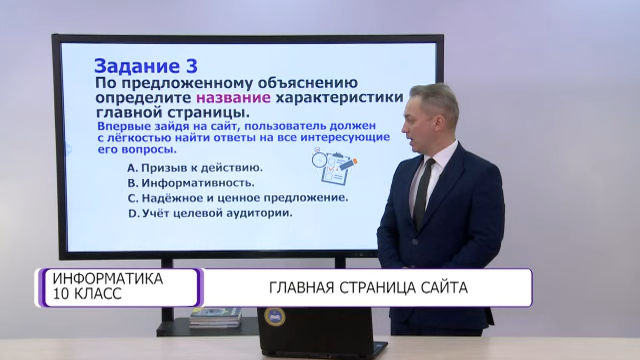 Задание 3
По предложенному объяснению
определите название характеристики
главной страницы.
Впервые зайдя на сайт, пользователь должен
с лёгкостью найти ответы на все интересующие
его вопросы.
A. Призыв к действию.
B. Информативность.
C. Надёжное и ценное предложение.
D. Учёт целевой аудитории.
ИНФОРМАТИКА
10 КЛАСС
ГЛАВНАЯ СТРАНИЦА САЙТА